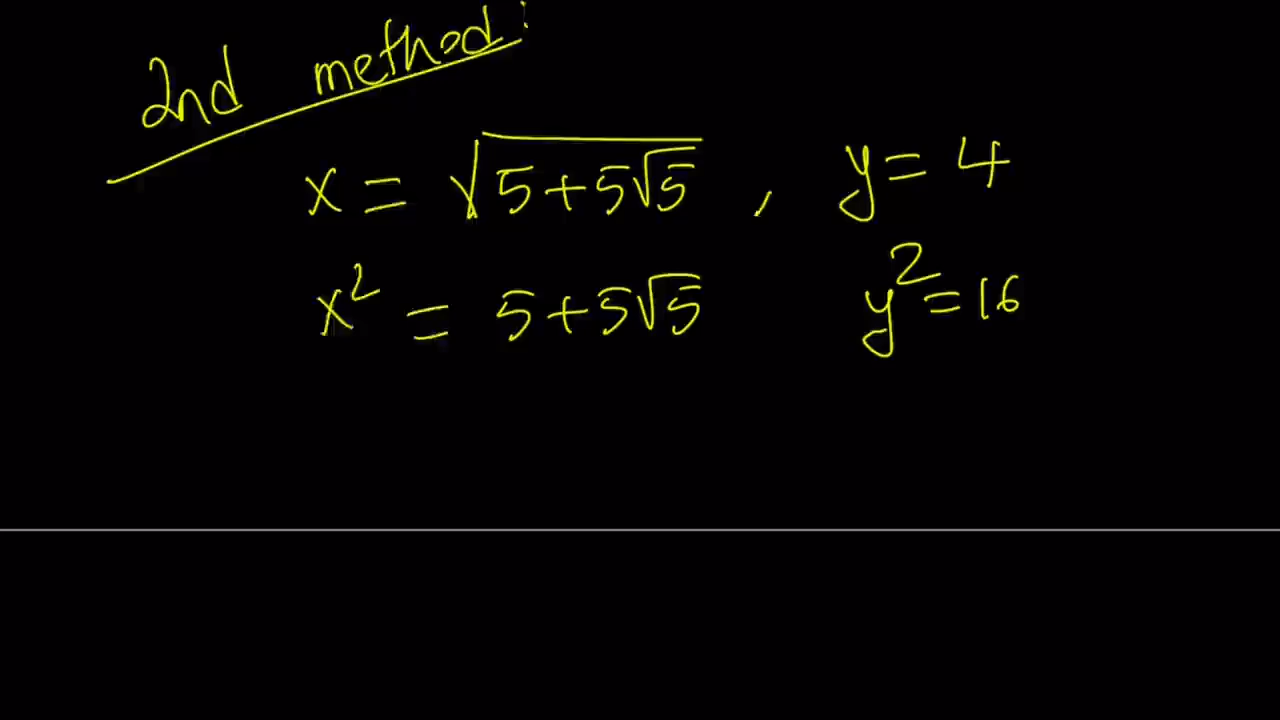 2nd method:
x = √(5+5√5) , y = 4
x² = 5+5√5 y² = 16